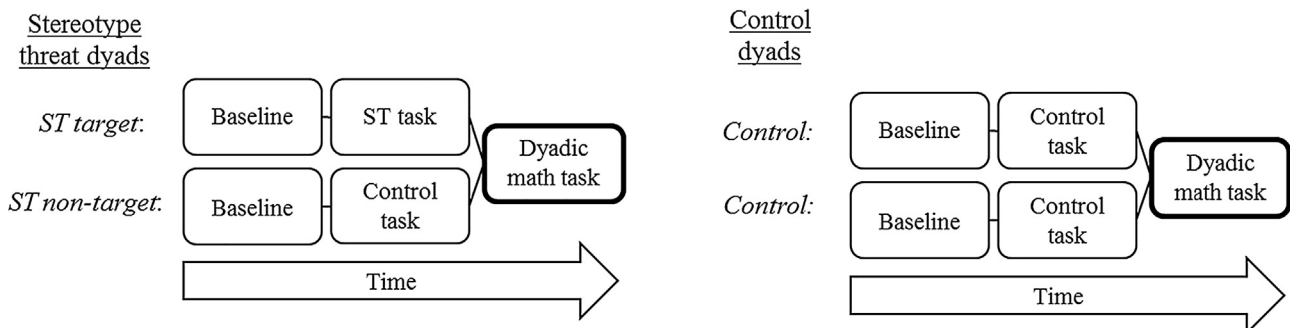 Stereotype
threat dyads
ST target:
Baseline
ST task
ST non-target:
Baseline
Control
task
Dyadic
math task
Time
Control
dyads
Control:
Baseline
Control
task
Control:
Baseline
Control
task
Dyadic
math task
Time